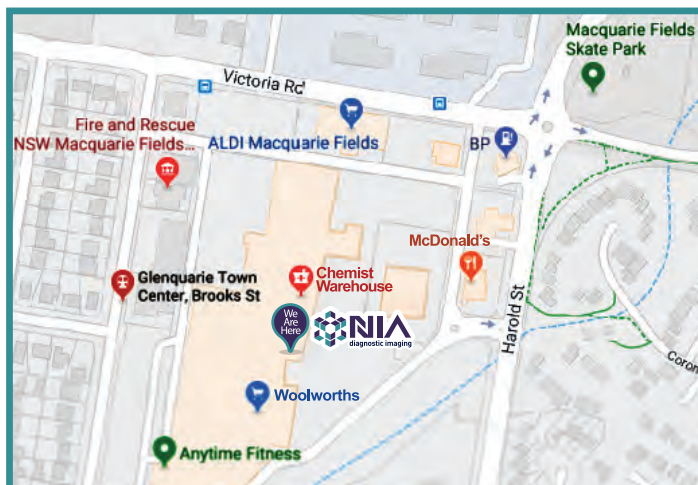 Macquarie Fields
Skate Park
Victoria Rd
Fire and Rescue
NSW Macquarie Fields...
ALDI Macquarie Fields
BP
McDonald's
Glenquarie Town
Center, Brooks St
Chemist
Warehouse
We
Are
Here
NIA
diagnostic imaging
Harold St
Corom
Woolworths
Anytime Fitness